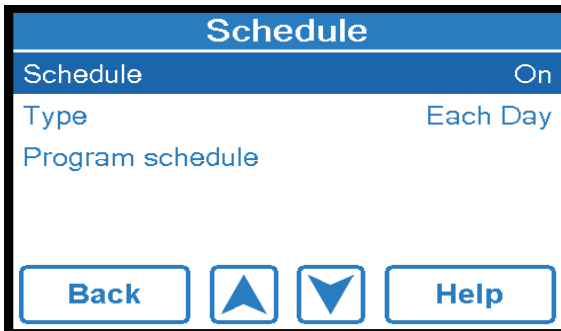 Schedule
Schedule On
Type Each Day
Program schedule
Back Help